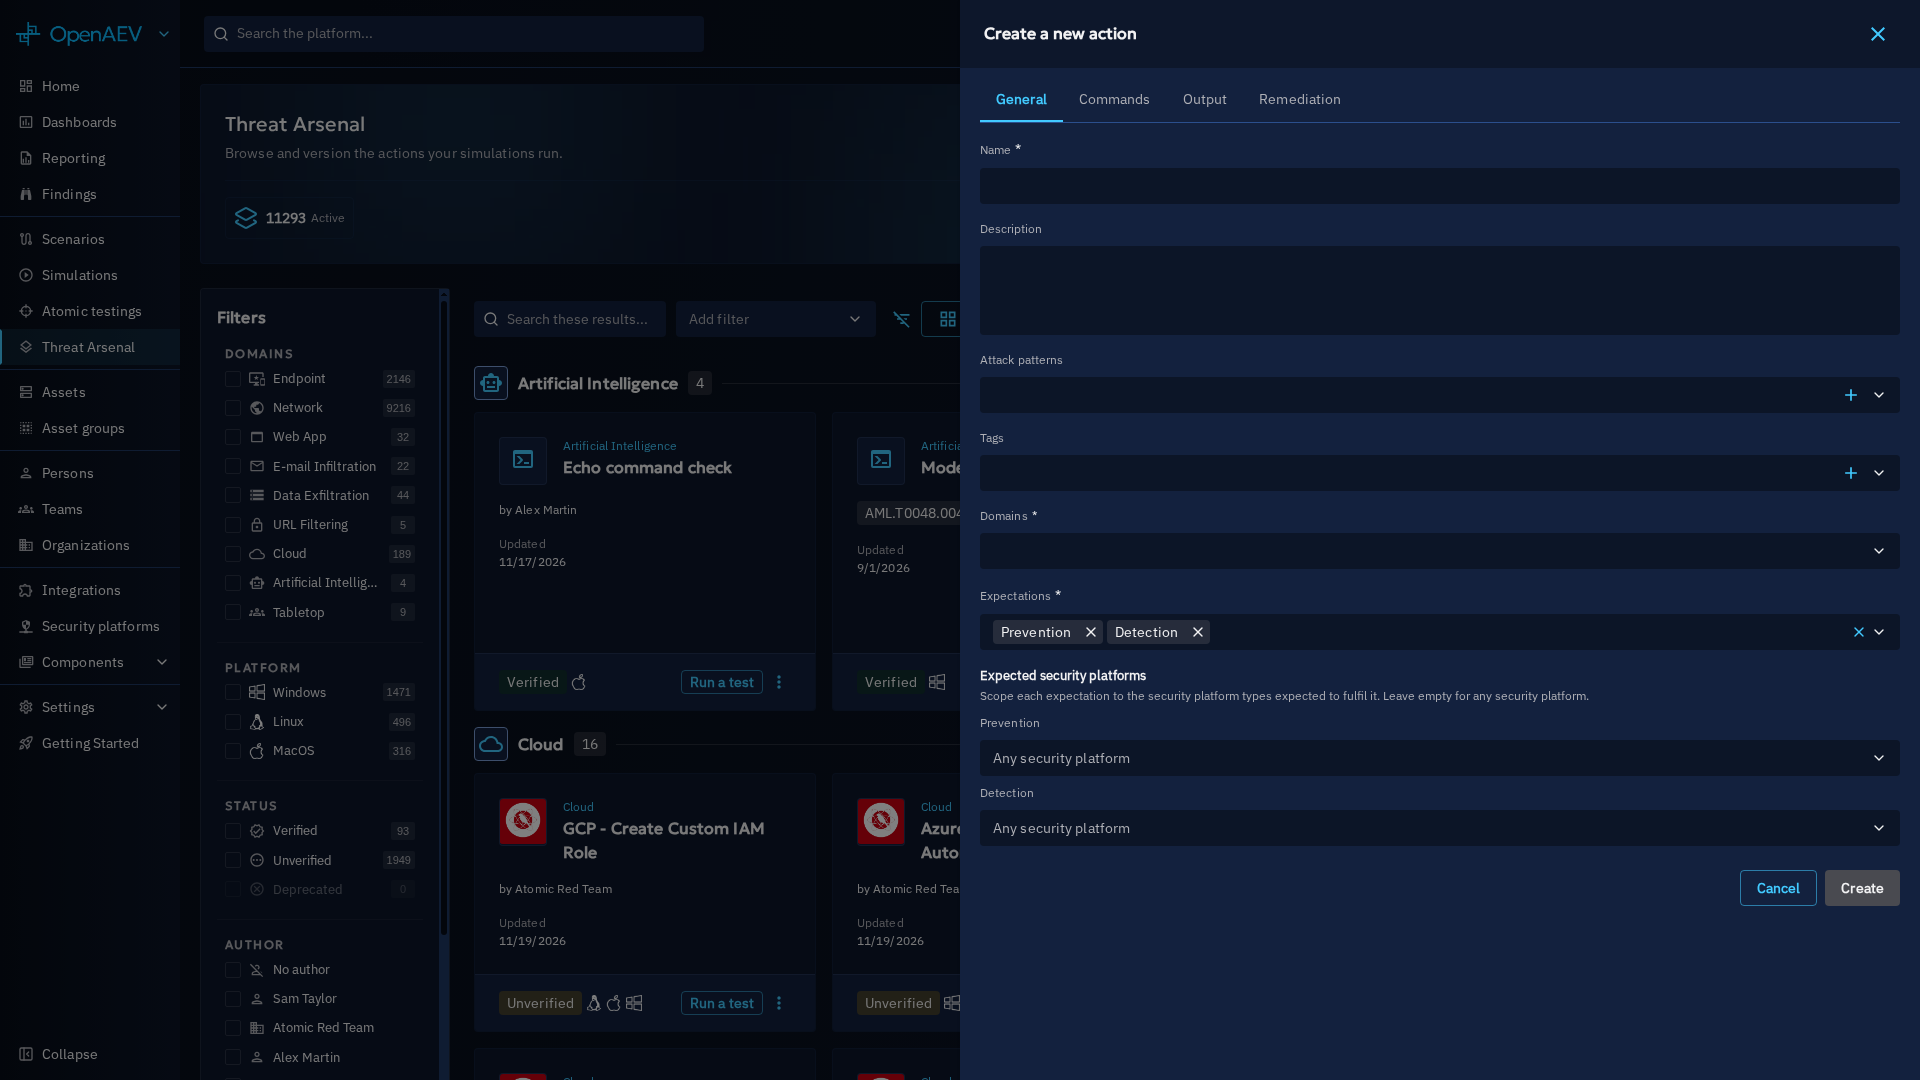 OpenAEV
Search the platform...
Home
Dashboards
Reporting
Findings
Scenarios
Simulations
Atomic testings
Threat Arsenal
Assets
Asset groups
Persons
Teams
Organizations
Integrations
Security platforms
Components
Settings
Getting Started
Collapse
Threat Arsenal
Browse and version the actions your simulations run.
11293 Active
Filters
DOMAINS
Endpoint 2146
Network 9216
Web App 32
E-mail Infiltration 22
Data Exfiltration 44
URL Filtering 5
Cloud 189
Artificial Intellig... 4
Tabletop 9
PLATFORM
Windows 1471
Linux 496
MacOS 316
STATUS
Verified 93
Unverified 1949
Deprecated 0
AUTHOR
No author
Sam Taylor
Atomic Red Team
Alex Martin
Search these results...
Add filter
Artificial Intelligence 4
Artificial Intelligence
Echo command check
by Alex Martin
Updated
11/17/2026
Verified
Run a test
Artificia
Mode
AML.T0048.004
Updated
9/1/2026
Verified
Cloud 16
Cloud
GCP - Create Custom IAM
Role
by Atomic Red Team
Updated
11/19/2026
Unverified
Run a test
Cloud
Azure
Auto
by Atomic Red Tea
Updated
11/19/2026
Unverified
Create a new action
General
Commands
Output
Remediation
Name *
Description
Attack patterns
Tags
Domains *
Expectations *
Prevention
Detection
Expected security platforms
Scope each expectation to the security platform types expected to fulfil it. Leave empty for any security platform.
Prevention
Any security platform
Detection
Any security platform
Cancel
Create